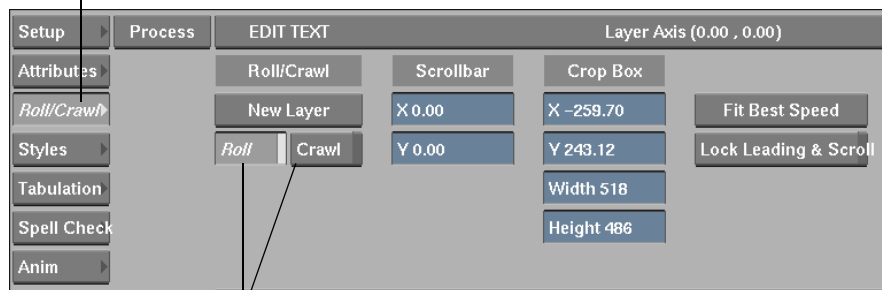 Setup Process EDIT TEXT Layer Axis (0.00 , 0.00)
Attributes Roll/Crawl Scrollbar Crop Box
Roll/Crawl New Layer X 0.00 X -259.70 Fit Best Speed
Styles Roll Crawl Y 0.00 Y 243.12 Lock Leading & Scroll
Tabulation Width 518
Spell Check Height 486
Anim